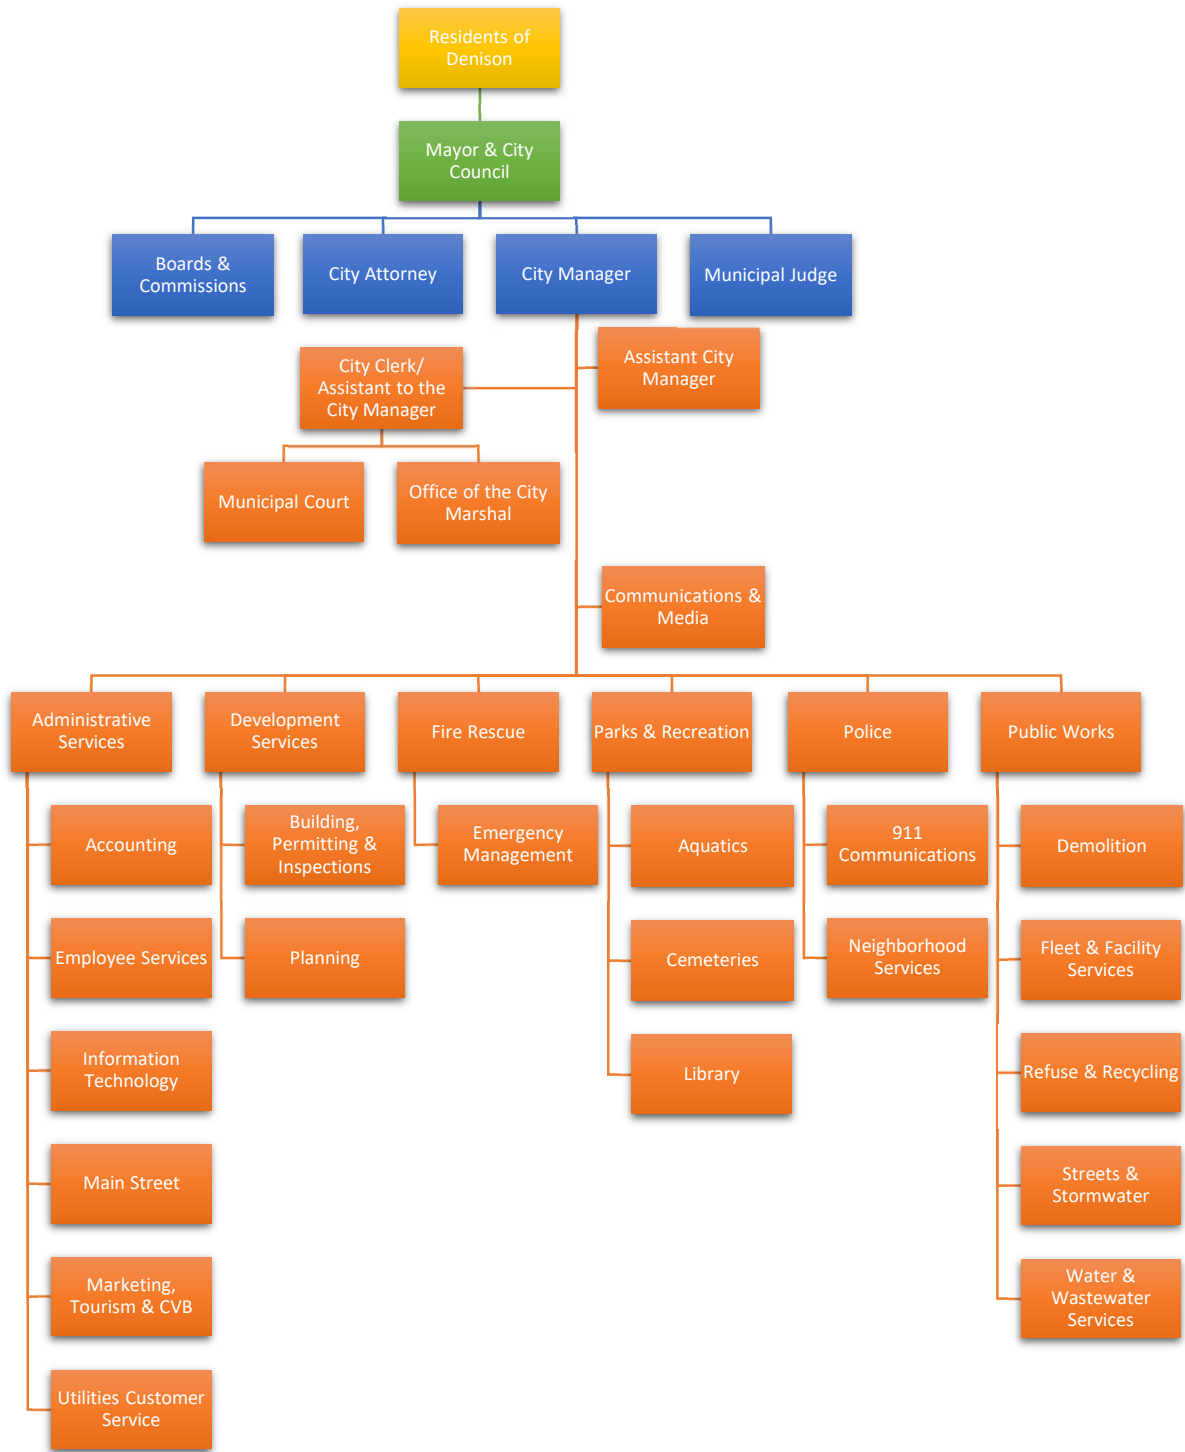 Residents of
Denison
Mayor & City
Council
Boards &
Commissions
City Attorney
City Manager
Municipal Judge
City Clerk/
Assistant to the
City Manager
Assistant City
Manager
Municipal Court
Office of the City
Marshal
Communications &
Media
Administrative
Services
Development
Services
Fire Rescue
Parks & Recreation
Police
Public Works
Accounting
Building,
Permitting &
Inspections
Emergency
Management
Aquatics
911
Communications
Demolition
Employee Services
Planning
Cemeteries
Neighborhood
Services
Fleet & Facility
Services
Information
Technology
Library
Refuse & Recycling
Main Street
Streets &
Stormwater
Marketing,
Tourism & CVB
Water &
Wastewater
Services
Utilities Customer
Service